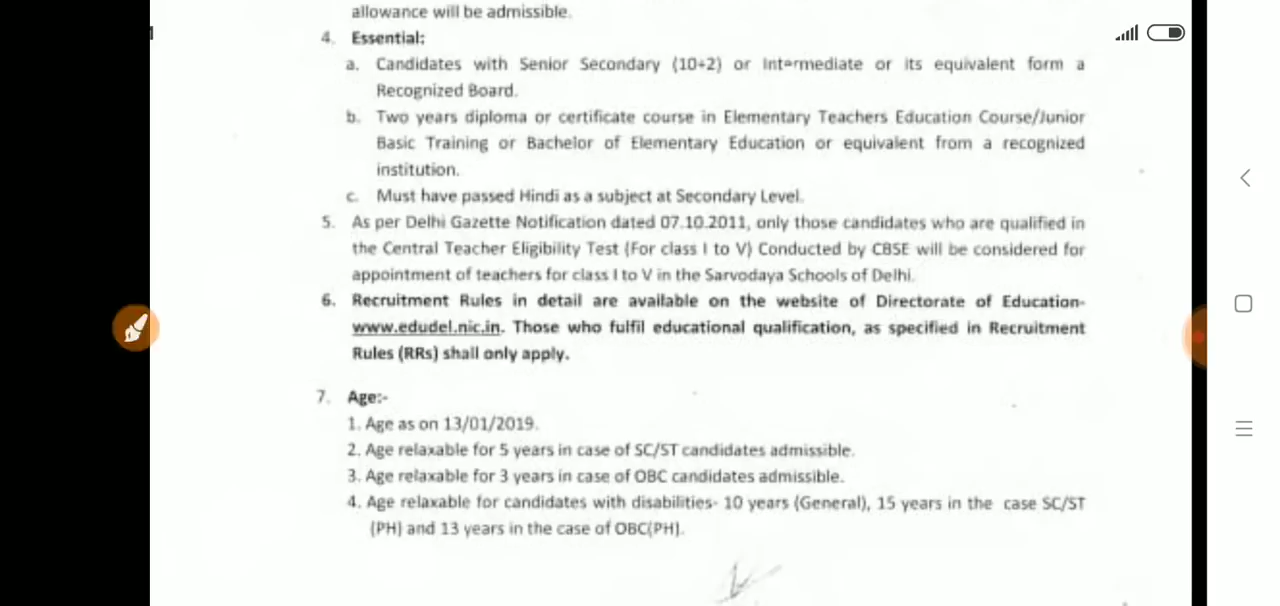 allowance will be admissible.
4. Essential:
a. Candidates with Senior Secondary (10+2) or Intermediate or its equivalent form a
Recognized Board.
b. Two years diploma or certificate course in Elementary Teachers Education Course/Junior
Basic Training or Bachelor of Elementary Education or equivalent from a recognized
institution.
c. Must have passed Hindi as a subject at Secondary Level.
5. As per Delhi Gazette Notification dated 07.10.2011, only those candidates who are qualified in
the Central Teacher Eligibility Test (For class I to V) Conducted by CBSE will be considered for
appointment of teachers for class I to V in the Sarvodaya Schools of Delhi.
6. Recruitment Rules in detail are available on the website of Directorate of Education-
www.edudel.nic.in. Those who fulfil educational qualification, as specified in Recruitment
Rules (RRs) shall only apply.
7. Age:-
1. Age as on 13/01/2019.
2. Age relaxable for 5 years in case of SC/ST candidates admissible.
3. Age relaxable for 3 years in case of OBC candidates admissible.
4. Age relaxable for candidates with disabilities- 10 years (General), 15 years in the case SC/ST
(PH) and 13 years in the case of OBC(PH).